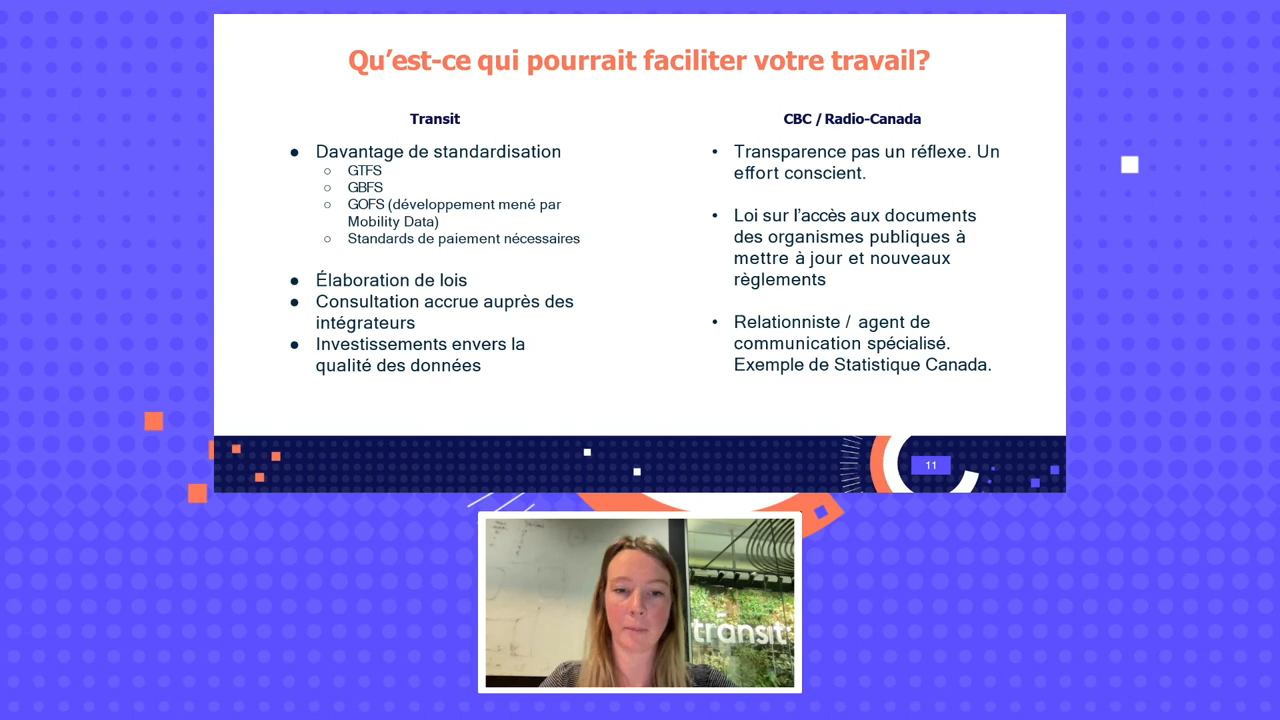 Qu’est-ce qui pourrait faciliter votre travail?
Transit
● Davantage de standardisation
○ GTFS
○ GBFS
○ GOFS (développement mené par
Mobility Data)
○ Standards de paiement nécessaires
● Élaboration de lois
● Consultation accrue auprès des
intégrateurs
● Investissements envers la
qualité des données
CBC / Radio-Canada
• Transparence pas un réflexe. Un
effort conscient.
• Loi sur l’accès aux documents
des organismes publiques à
mettre à jour et nouveaux
règlements
• Relationniste / agent de
communication spécialisé.
Exemple de Statistique Canada.
11
transit